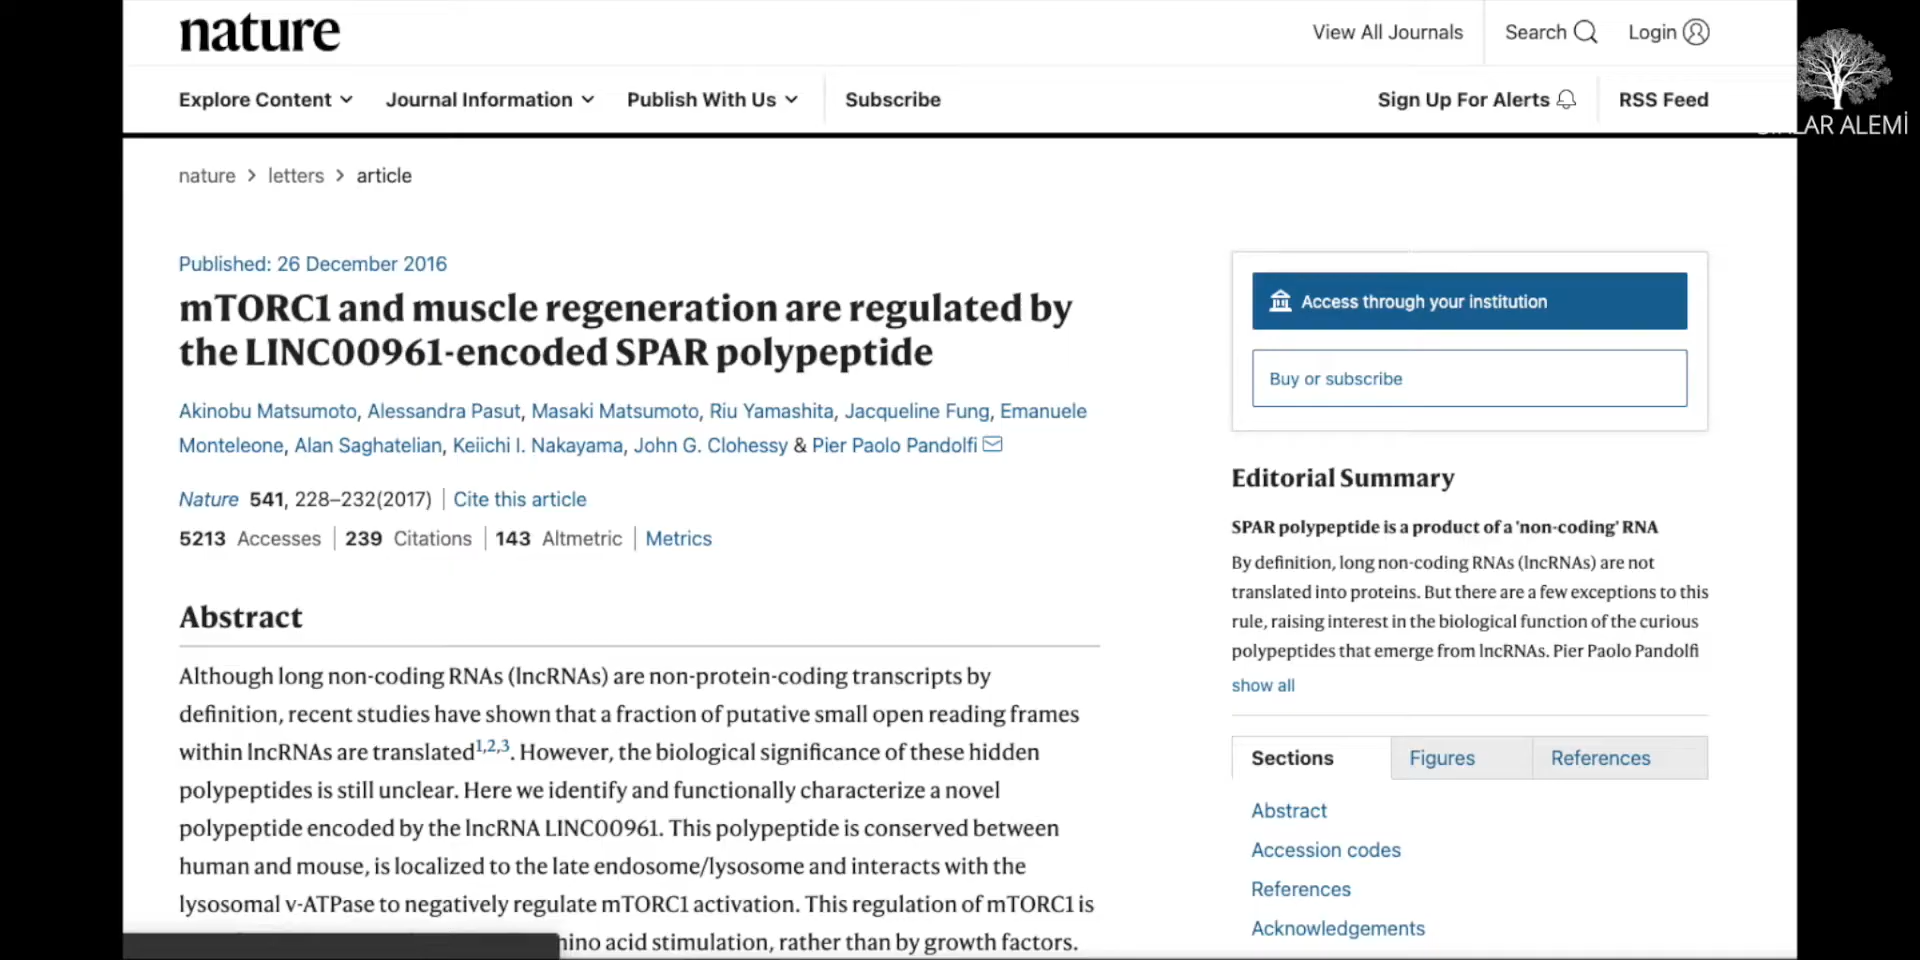 nature
View All Journals
Search
Login
Explore Content
Journal Information
Publish With Us
Subscribe
Sign Up For Alerts
RSS Feed
AR ALEMİ
nature > letters > article
Published: 26 December 2016
mTORC1 and muscle regeneration are regulated by
the LINC00961-encoded SPAR polypeptide
Akinobu Matsumoto, Alessandra Pasut, Masaki Matsumoto, Riu Yamashita, Jacqueline Fung, Emanuele
Monteleone, Alan Saghatelian, Keiichi I. Nakayama, John G. Clohessy & Pier Paolo Pandolfi
Nature 541, 228–232(2017) | Cite this article
5213 Accesses | 239 Citations | 143 Altmetric | Metrics
Abstract
Although long non-coding RNAs (lncRNAs) are non-protein-coding transcripts by
definition, recent studies have shown that a fraction of putative small open reading frames
within lncRNAs are translated1,2,3. However, the biological significance of these hidden
polypeptides is still unclear. Here we identify and functionally characterize a novel
polypeptide encoded by the lncRNA LINC00961. This polypeptide is conserved between
human and mouse, is localized to the late endosome/lysosome and interacts with the
lysosomal v-ATPase to negatively regulate mTORC1 activation. This regulation of mTORC1 is
acid stimulation, rather than by growth factors.
Access through your institution
Buy or subscribe
Editorial Summary
SPAR polypeptide is a product of a 'non-coding' RNA
By definition, long non-coding RNAs (lncRNAs) are not
translated into proteins. But there are a few exceptions to this
rule, raising interest in the biological function of the curious
polypeptides that emerge from lncRNAs. Pier Paolo Pandolfi
show all
Sections
Figures
References
Abstract
Accession codes
References
Acknowledgements